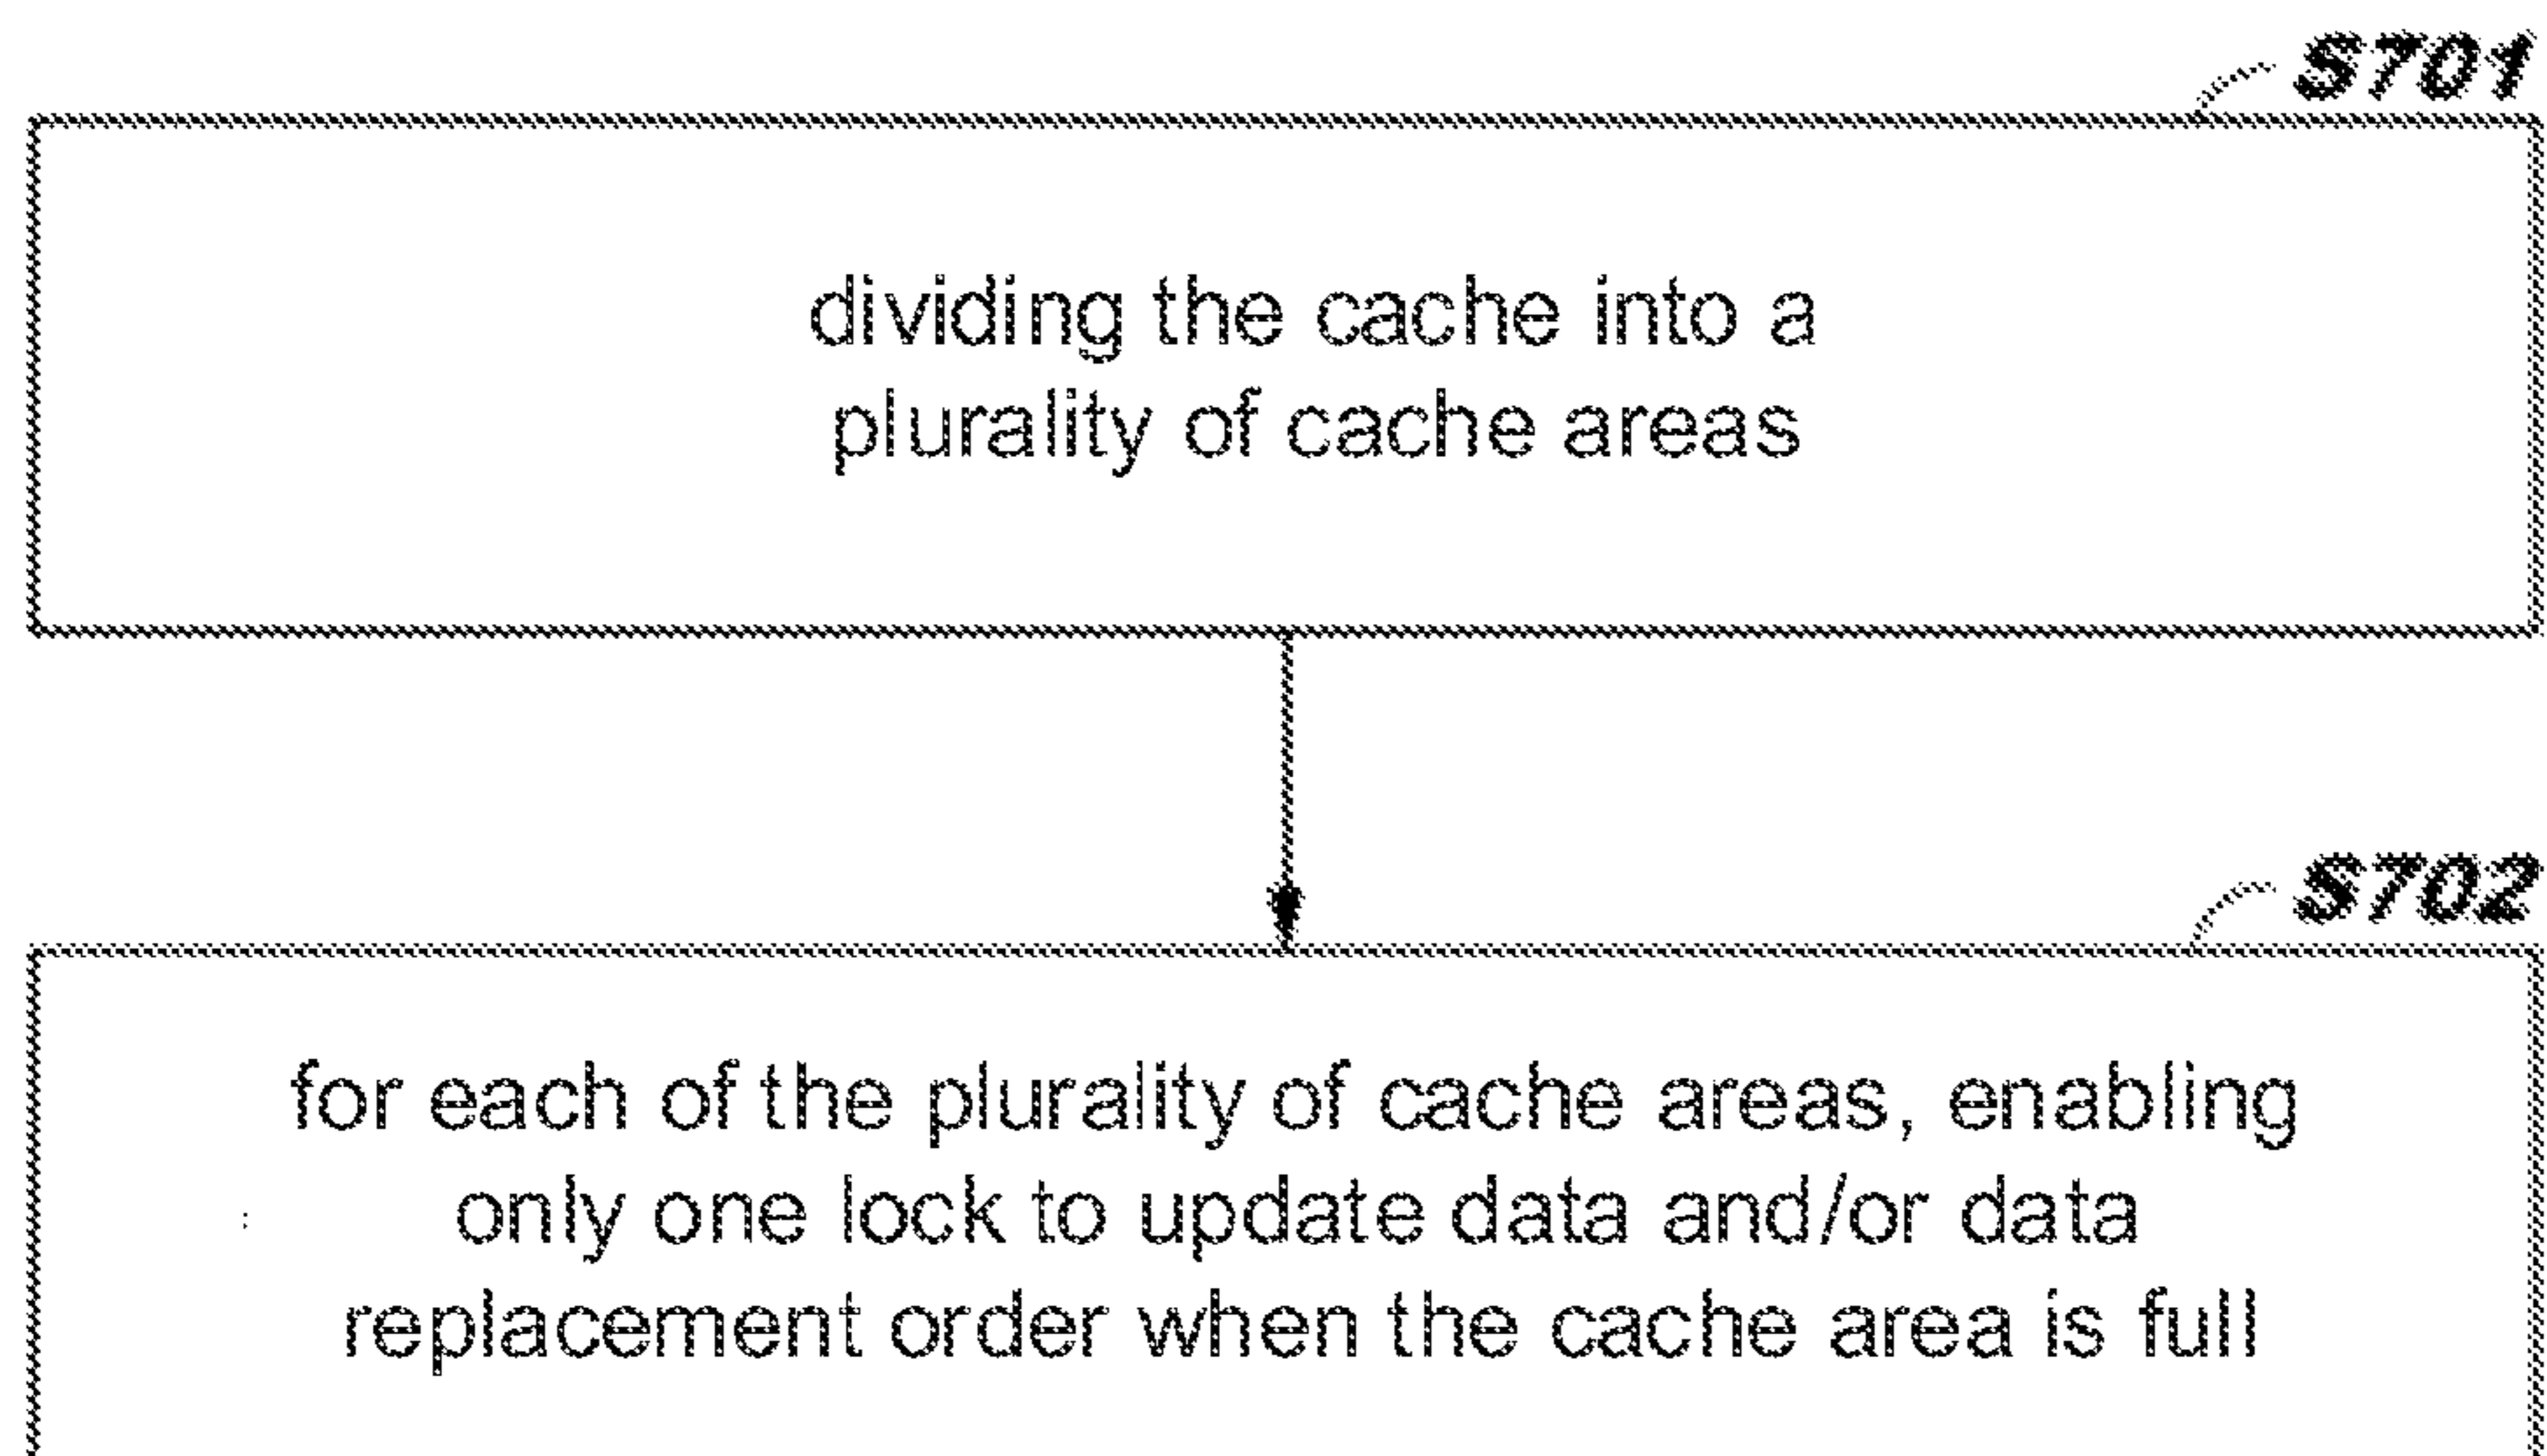 S701
dividing the cache into a
plurality of cache areas
S702
for each of the plurality of cache areas, enabling
only one lock to update data and/or data
replacement order when the cache area is full